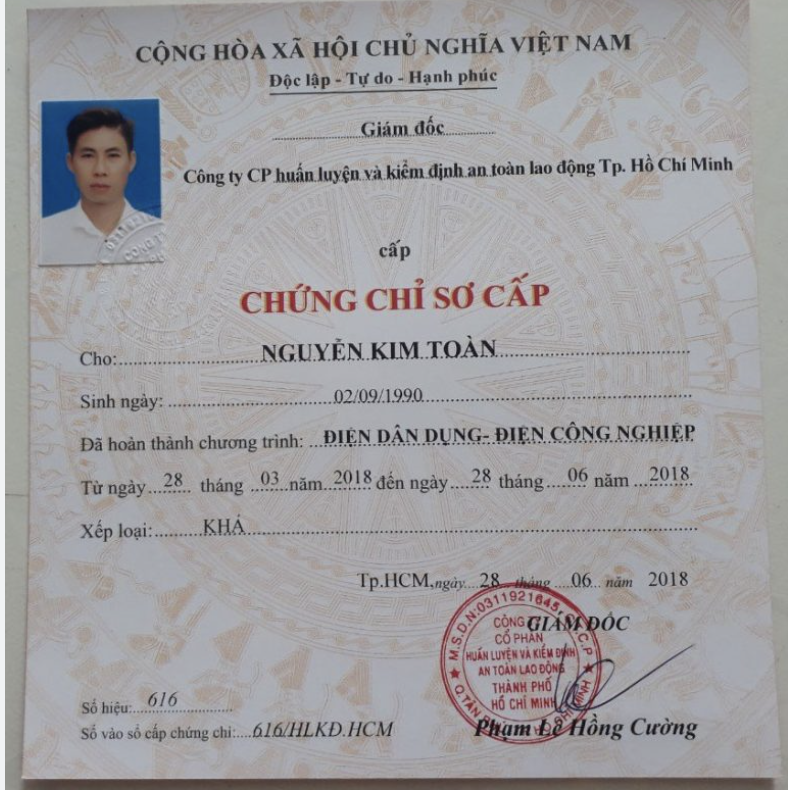 CỘNG HÒA XÃ HỘI CHỦ NGHĨA VIỆT NAM
Độc lập - Tự do - Hạnh phúc
Giám đốc
Công ty CP huấn luyện và kiểm định an toàn lao động Tp. Hồ Chí Minh
cấp
CHỨNG CHỈ SƠ CẤP
Cho: NGUYỄN KIM TOÀN
Sinh ngày: 02/09/1990
Đã hoàn thành chương trình: ĐIỆN DÂN DỤNG- ĐIỆN CÔNG NGHIỆP
Từ ngày 28 tháng 03 năm 2018 đến ngày 28 tháng 06 năm 2018
Xếp loại: KHÁ
Tp.HCM, ngày 28 tháng 06 năm 2018
GIÁM ĐỐC
M.S.D.N:0311921645
CÔNG TY
CỔ PHẦN
HUẤN LUYỆN VÀ KIỂM ĐỊNH
AN TOÀN LAO ĐỘNG
THÀNH PHỐ
HỒ CHÍ MINH
Phạm Lê Hồng Cường
Số hiệu: 616
Số vào sổ cấp chứng chỉ: 616/HLKĐ.HCM